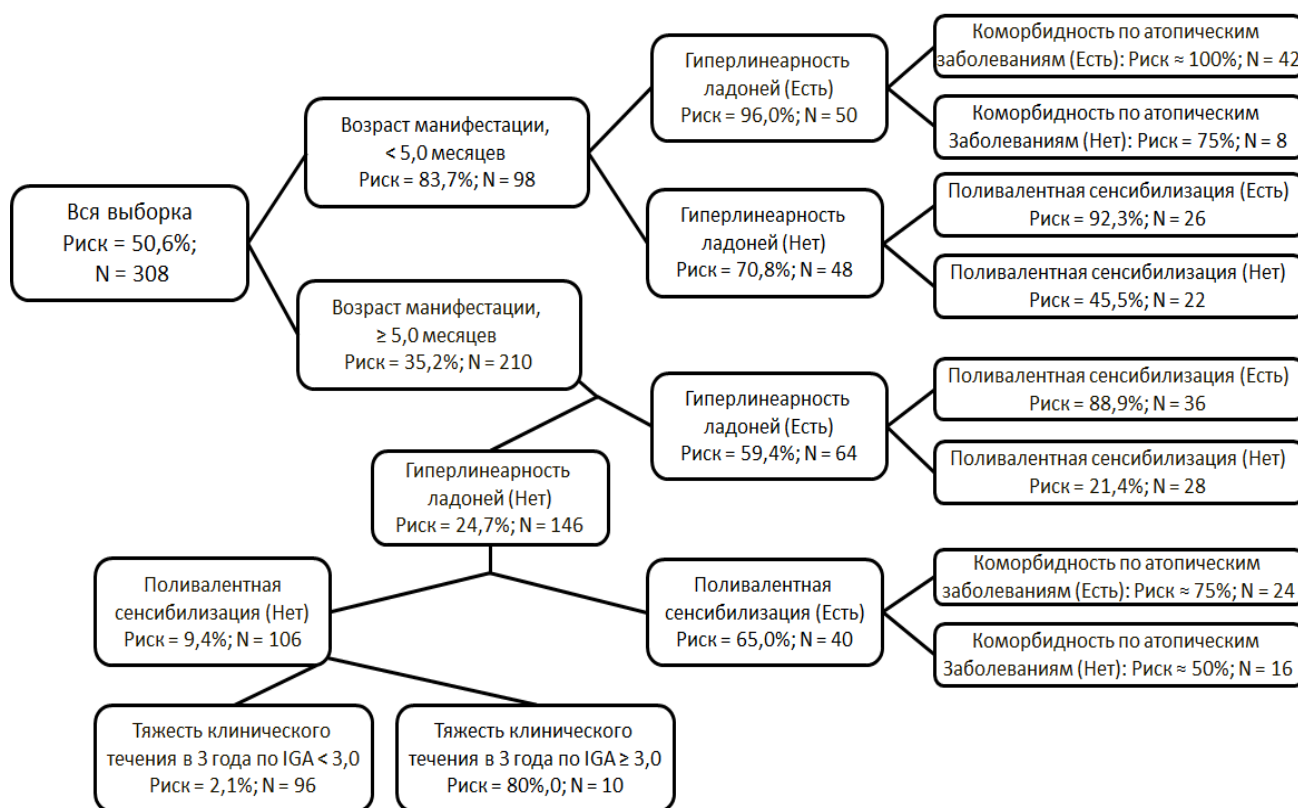 Вся выборка
Риск = 50,6%;
N = 308
Возраст манифестации,
< 5,0 месяцев
Риск = 83,7%; N = 98
Возраст манифестации,
≥ 5,0 месяцев
Риск = 35,2%; N = 210
Гиперлинеарность
ладоней (Есть)
Риск = 96,0%; N = 50
Гиперлинеарность
ладоней (Нет)
Риск = 70,8%; N = 48
Коморбидность по атопическим
заболеваниям (Есть): Риск ≈ 100%; N = 42
Коморбидность по атопическим
Заболеваниям (Нет): Риск = 75%; N = 8
Поливалентная сенсибилизация (Есть)
Риск = 92,3%; N = 26
Поливалентная сенсибилизация (Нет)
Риск = 45,5%; N = 22
Гиперлинеарность
ладоней (Есть)
Риск = 59,4%; N = 64
Поливалентная сенсибилизация (Есть)
Риск = 88,9%; N = 36
Поливалентная сенсибилизация (Нет)
Риск = 21,4%; N = 28
Гиперлинеарность
ладоней (Нет)
Риск = 24,7%; N = 146
Поливалентная
сенсибилизация (Нет)
Риск = 9,4%; N = 106
Поливалентная
сенсибилизация (Есть)
Риск = 65,0%; N = 40
Коморбидность по атопическим
заболеваниям (Есть): Риск ≈ 75%; N = 24
Коморбидность по атопическим
Заболеваниям (Нет): Риск ≈ 50%; N = 16
Тяжесть клинического
течения в 3 года по IGA < 3,0
Риск = 2,1%; N = 96
Тяжесть клинического
течения в 3 года по IGA ≥ 3,0
Риск = 80%,0; N = 10